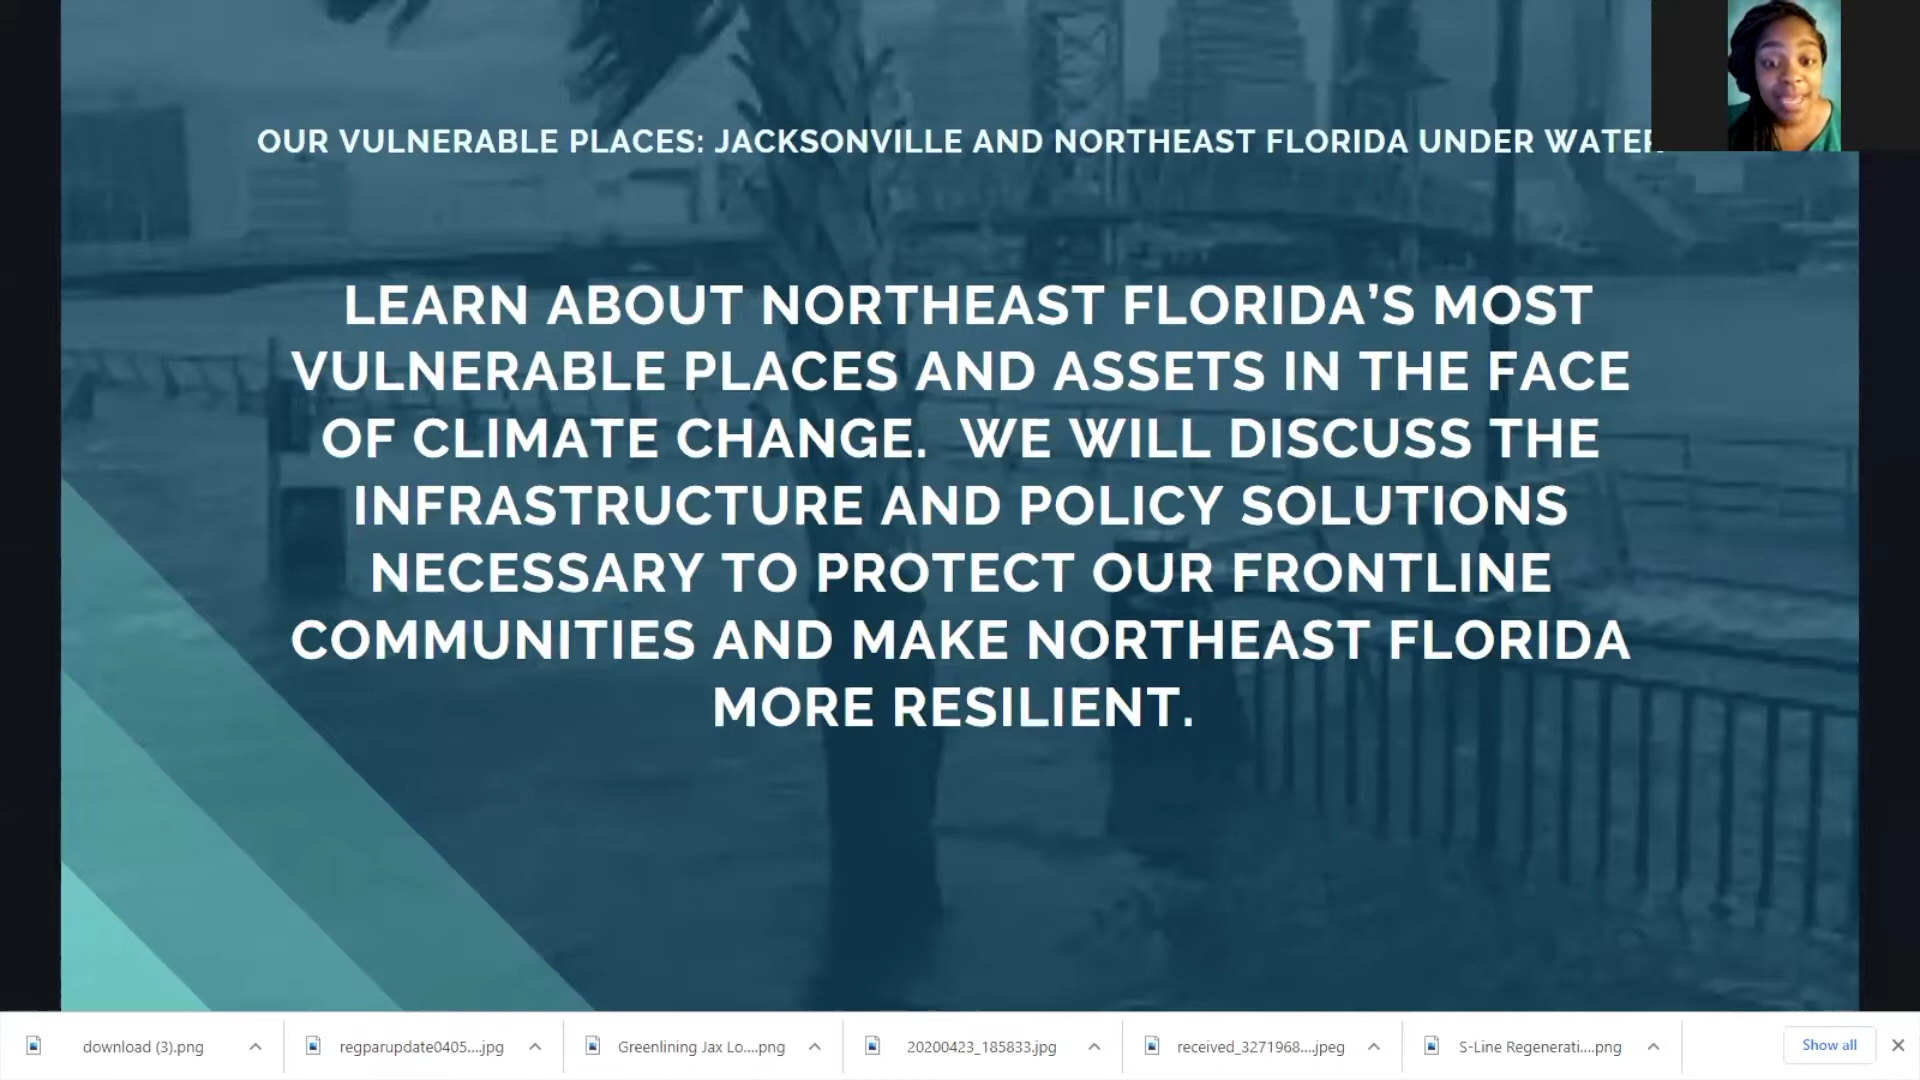 OUR VULNERABLE PLACES: JACKSONVILLE AND NORTHEAST FLORIDA UNDER WATER
LEARN ABOUT NORTHEAST FLORIDA'S MOST
VULNERABLE PLACES AND ASSETS IN THE FACE
OF CLIMATE CHANGE.  WE WILL DISCUSS THE
INFRASTRUCTURE AND POLICY SOLUTIONS
NECESSARY TO PROTECT OUR FRONTLINE
COMMUNITIES AND MAKE NORTHEAST FLORIDA
MORE RESILIENT.
download (3).png
regparupdate0405....jpg
Greenlining Jax Lo....png
20200423_185833.jpg
received_3271968....jpeg
S-Line Regenerati....png
Show all